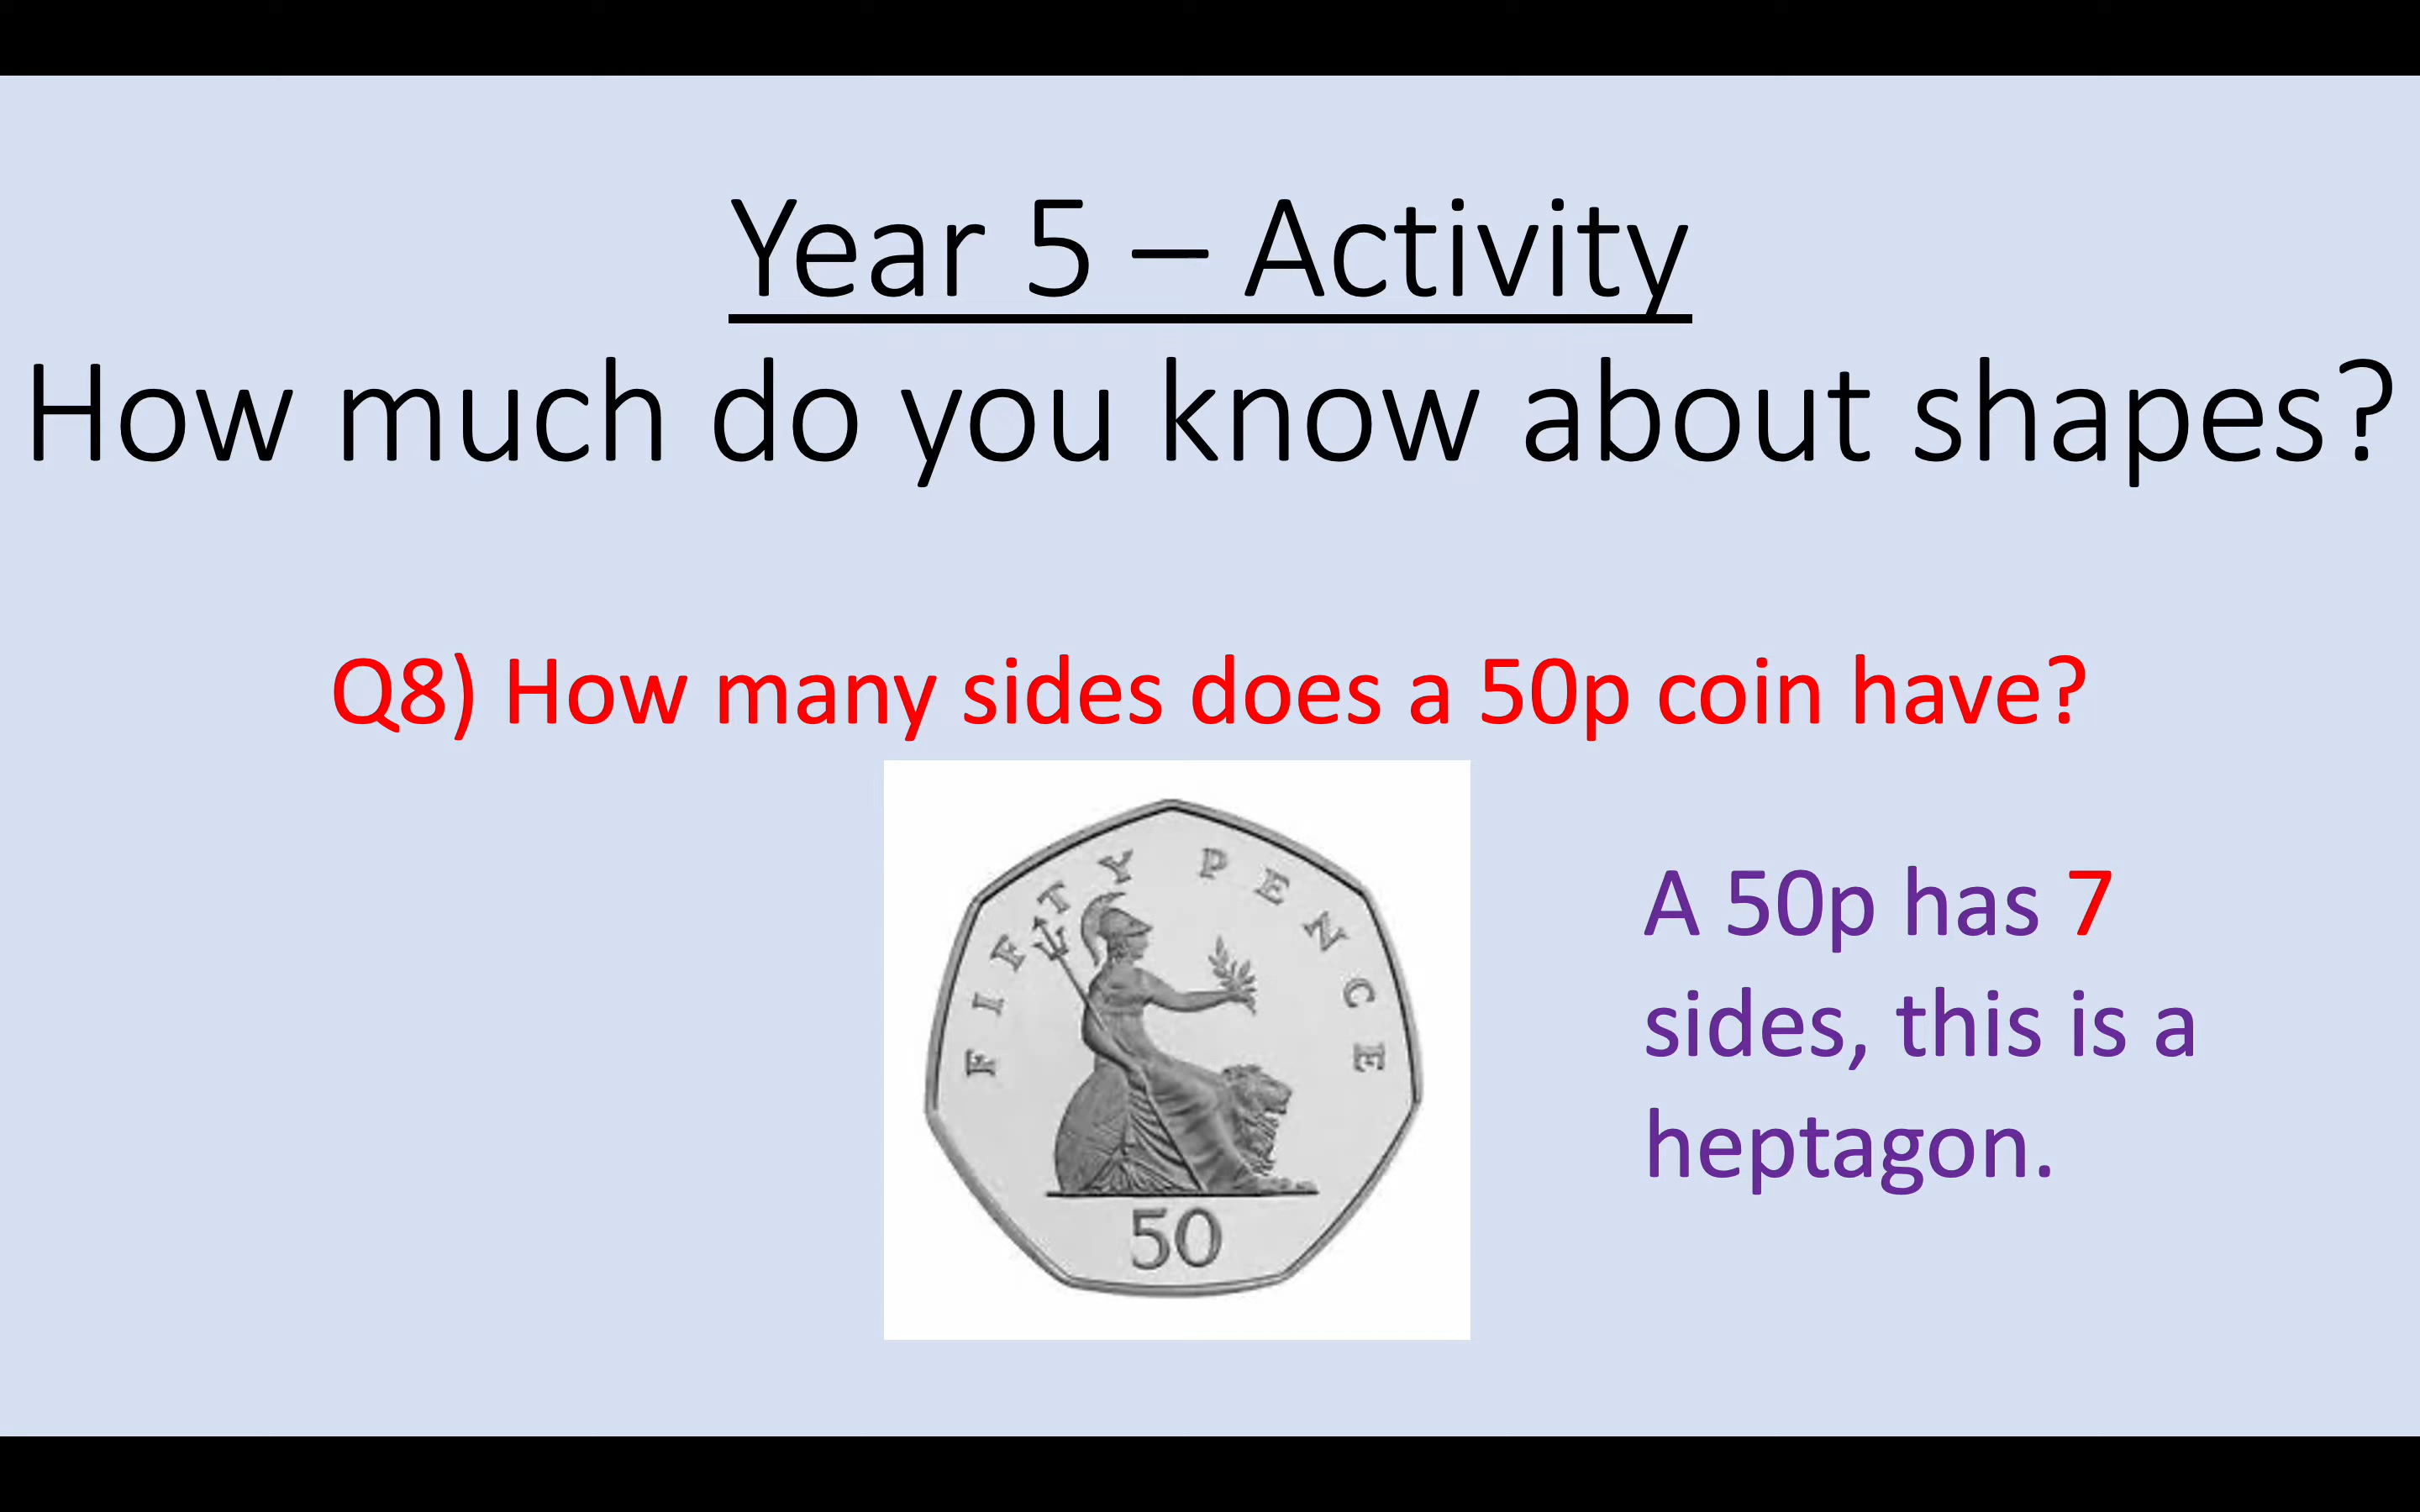 Year 5 – Activity
How much do you know about shapes?
Q8) How many sides does a 50p coin have?
FIFTY PENCE
50
A 50p has 7
sides, this is a
heptagon.